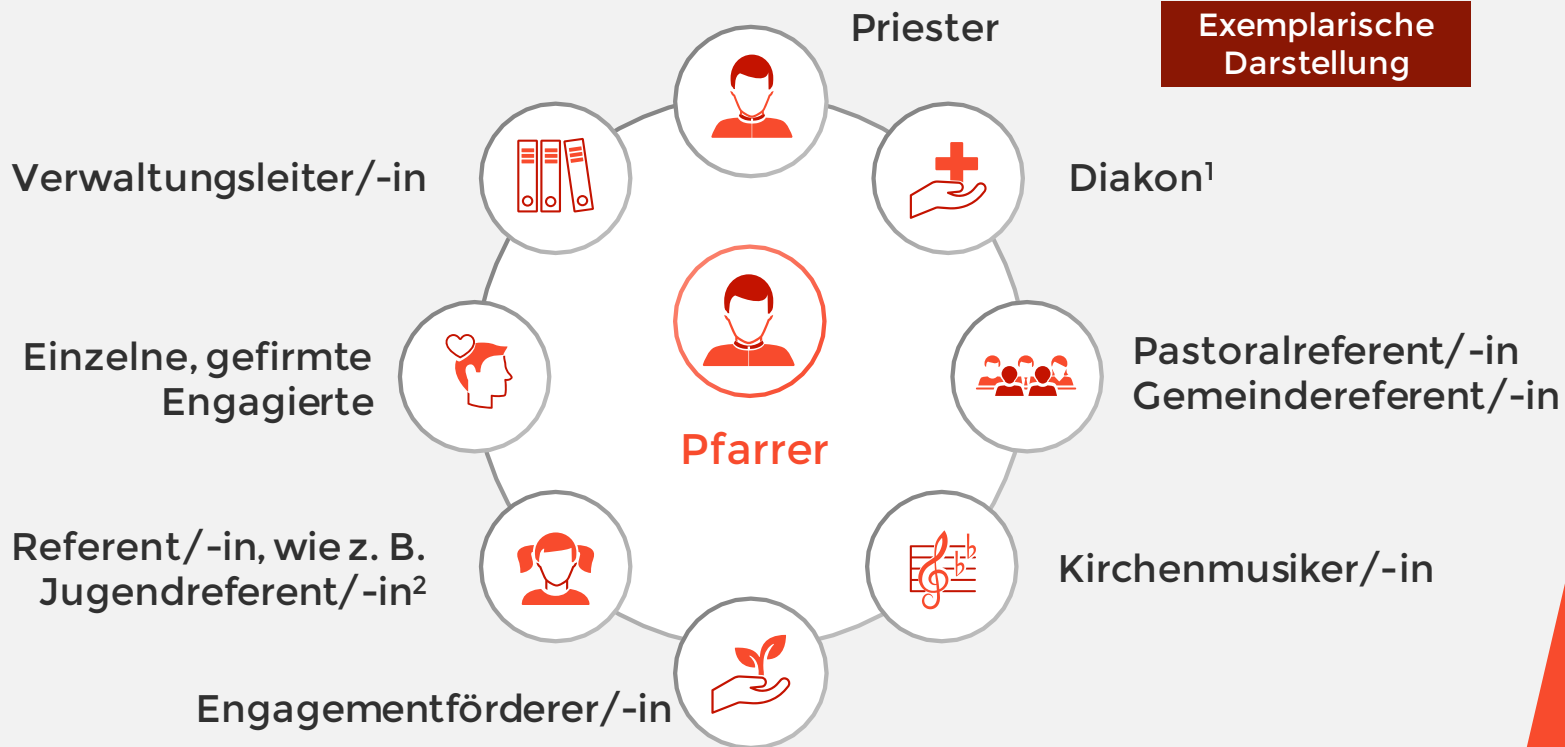 Priester
Exemplarische
Darstellung
Verwaltungsleiter/-in
Diakon¹
Einzelne, gefirmte
Engagierte
Pastoralreferent/-in
Gemeindereferent/-in
Pfarrer
Referent/-in, wie z. B.
Jugendreferent/-in²
Kirchenmusiker/-in
Engagementförderer/-in